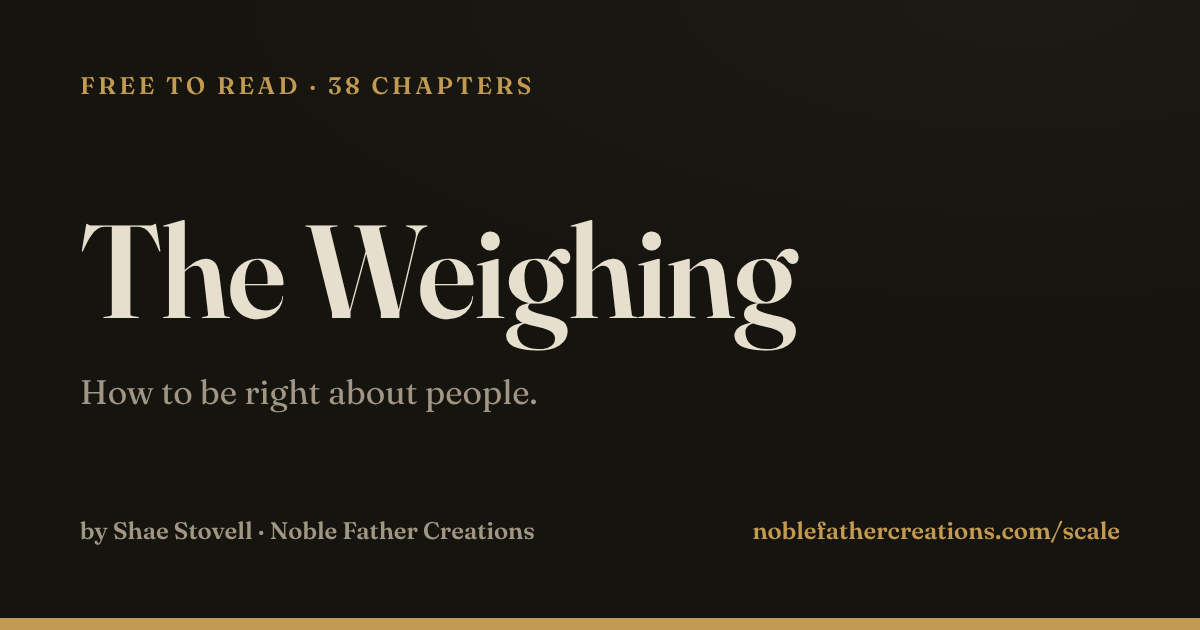 FREE TO READ · 38 CHAPTERS
The Weighing
How to be right about people.
by Shae Stovell · Noble Father Creations
noblefathercreations.com/scale